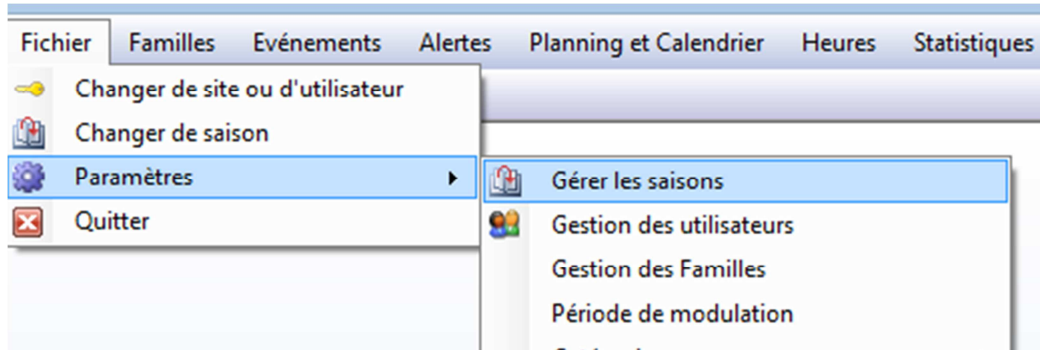 Fichier Familles Evénements Alertes Planning et Calendrier Heures Statistiques
Changer de site ou d'utilisateur
Changer de saison
Paramètres
Gérer les saisons
Quitter
Gestion des utilisateurs
Gestion des Familles
Période de modulation